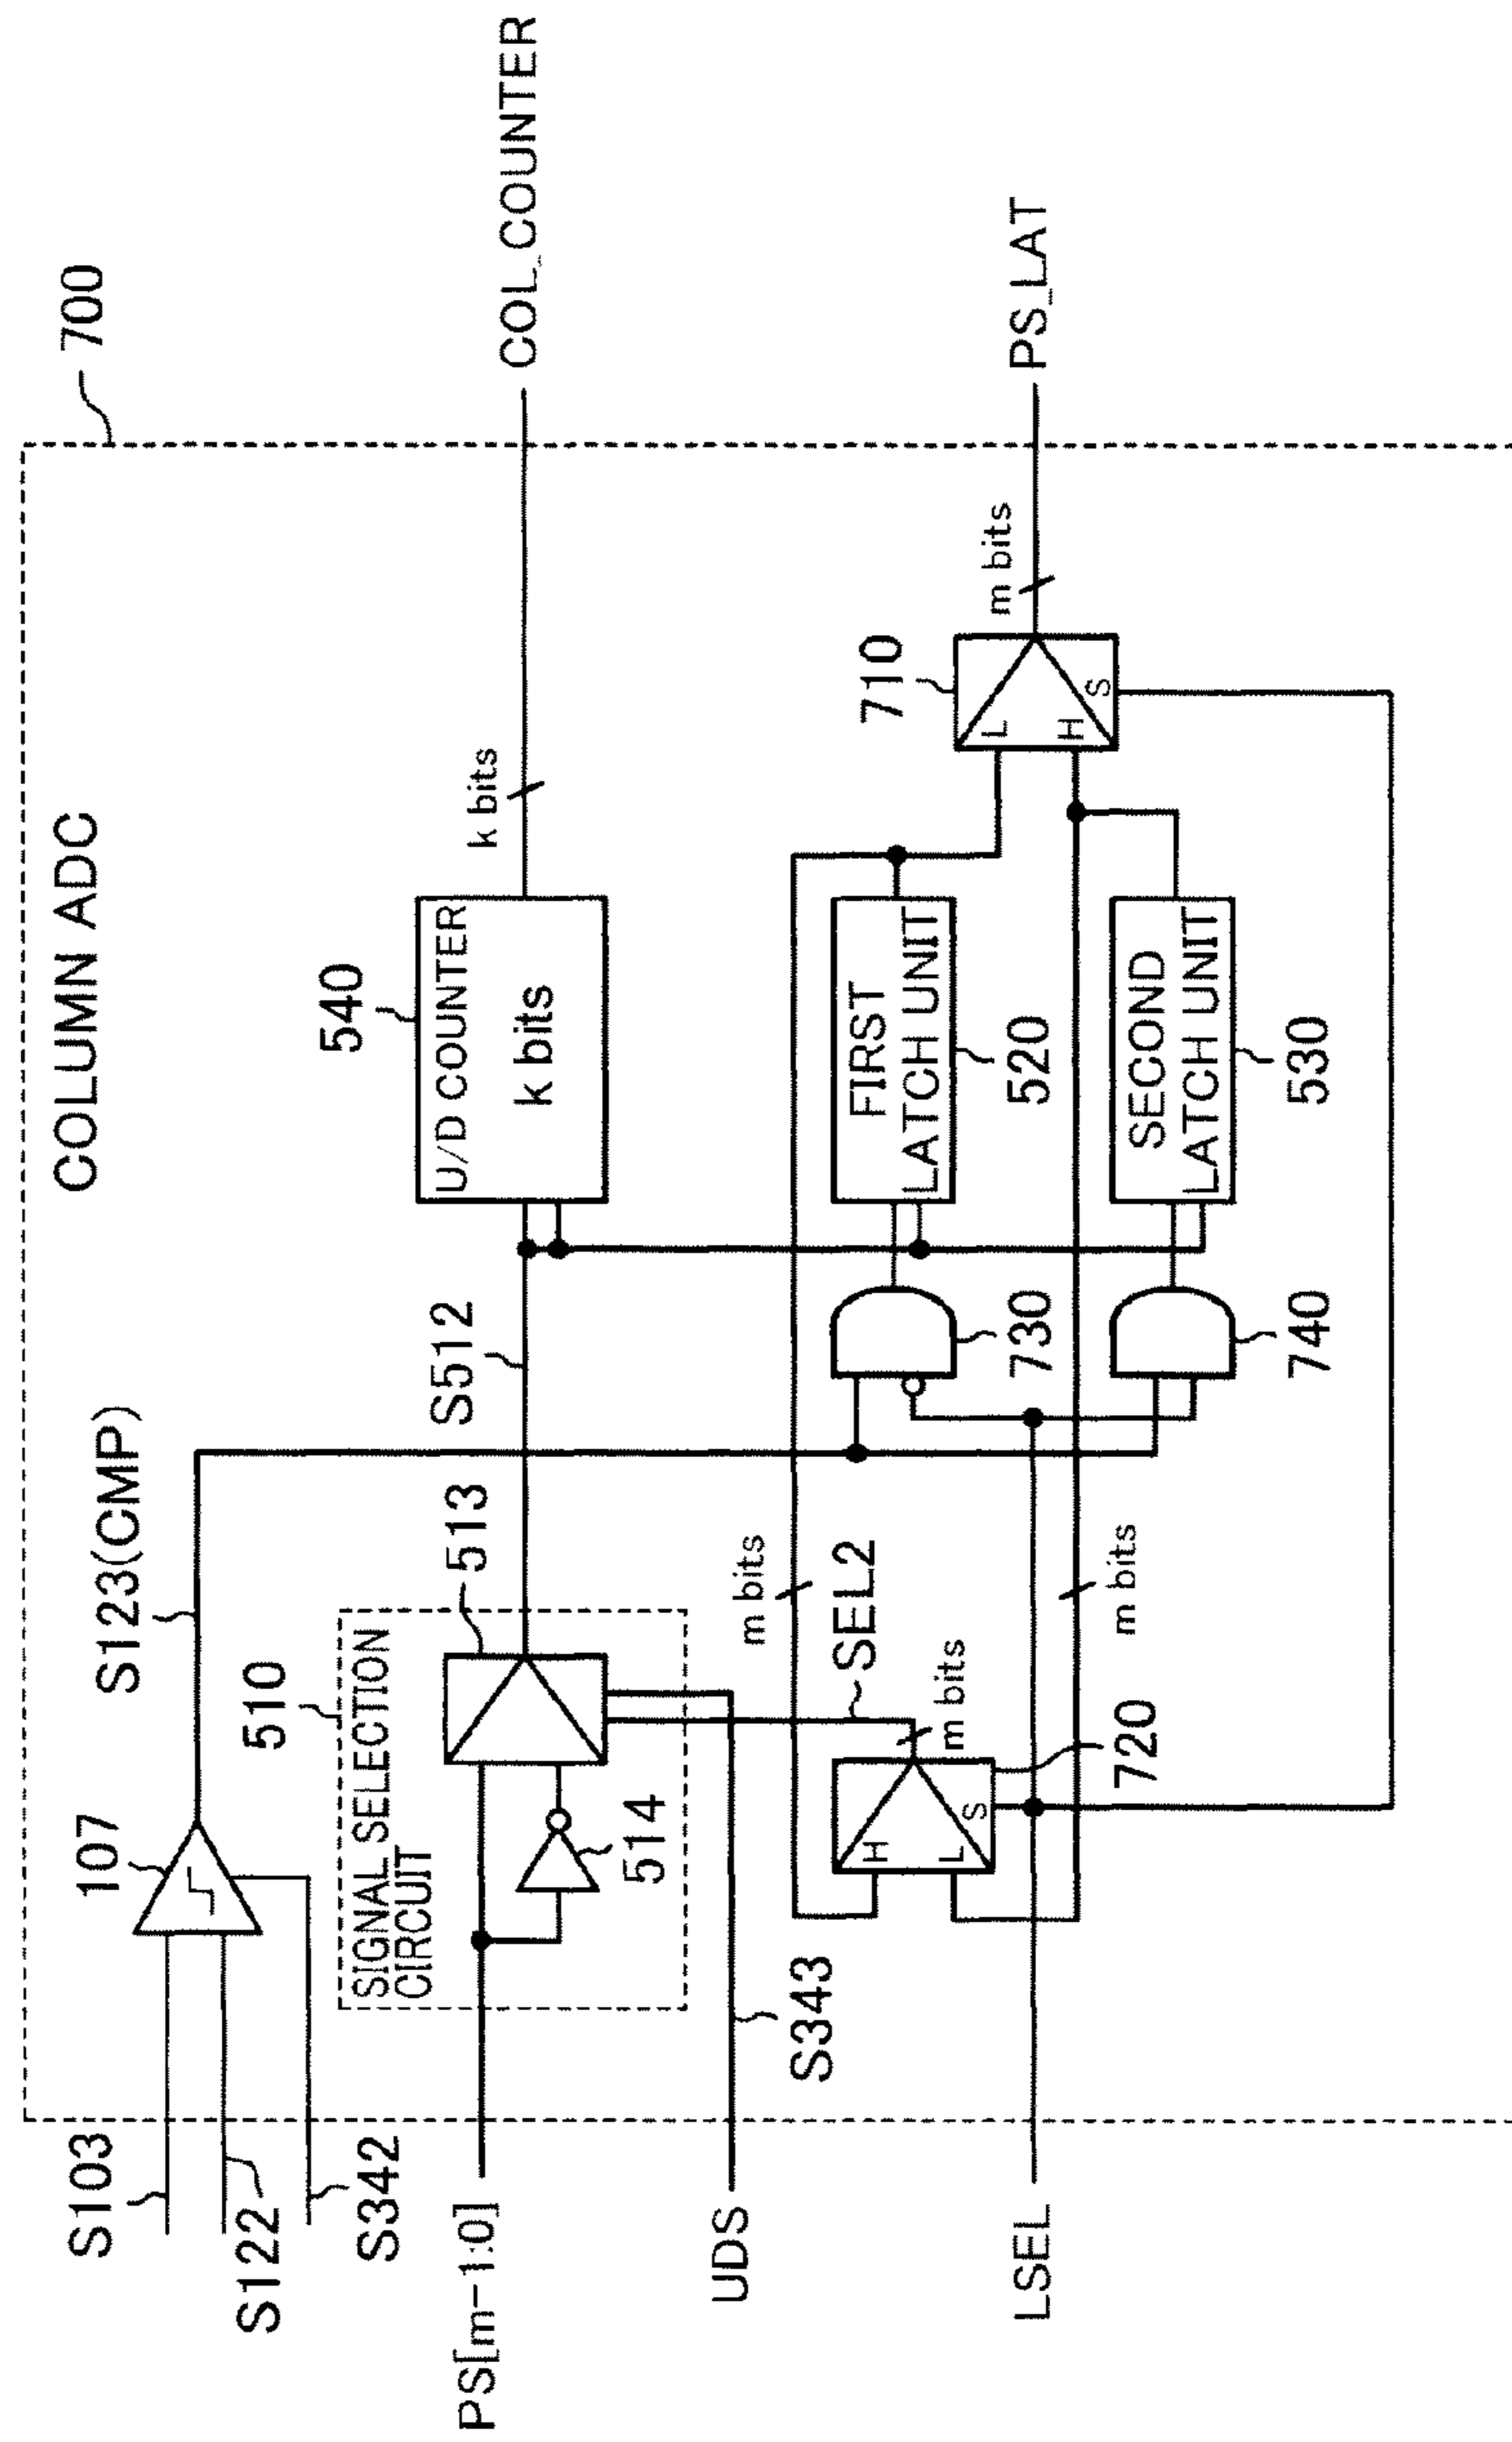 COLUMN ADC
700
S103
S122
S342
107
S123(CMP)
PS[m-1:0]
510
SIGNAL SELECTION
CIRCUIT
514
513
S512
540
U/D COUNTER
k bits
k bits
COL_COUNTER
UDS
S343
m bits
SEL2
m bits
H
L
S
720
LSEL
m bits
730
740
FIRST
LATCH UNIT
520
SECOND
LATCH UNIT
530
710
L
H
S
m bits
PS_LAT